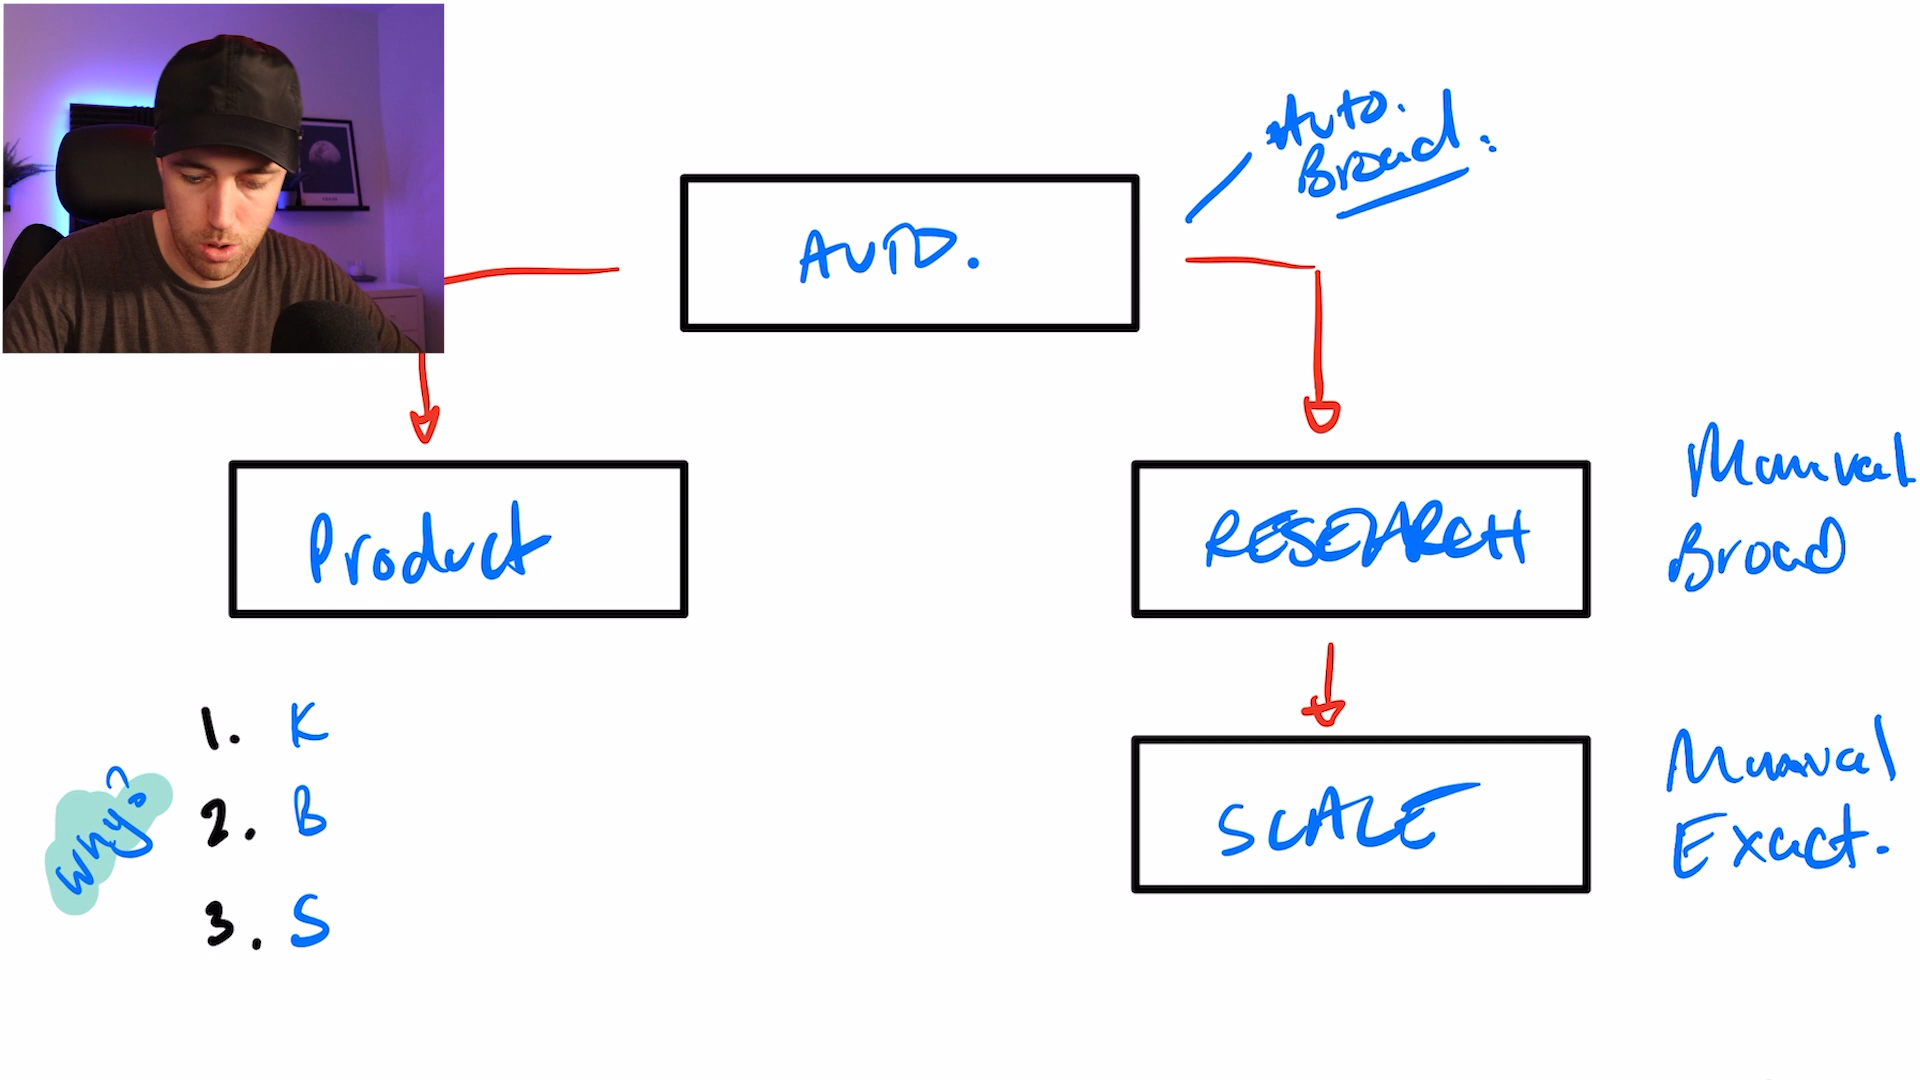 Auto.
Broad.
AUTO.
Product
RESEARCH
Manual
Broad
1. K
2. B
3. S
why?
SCALE
Manual
Exact.